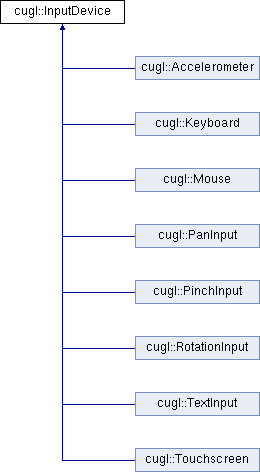 cugl::InputDevice
cugl::Accelerometer
cugl::Keyboard
cugl::Mouse
cugl::PanInput
cugl::PinchInput
cugl::RotationInput
cugl::TextInput
cugl::Touchscreen